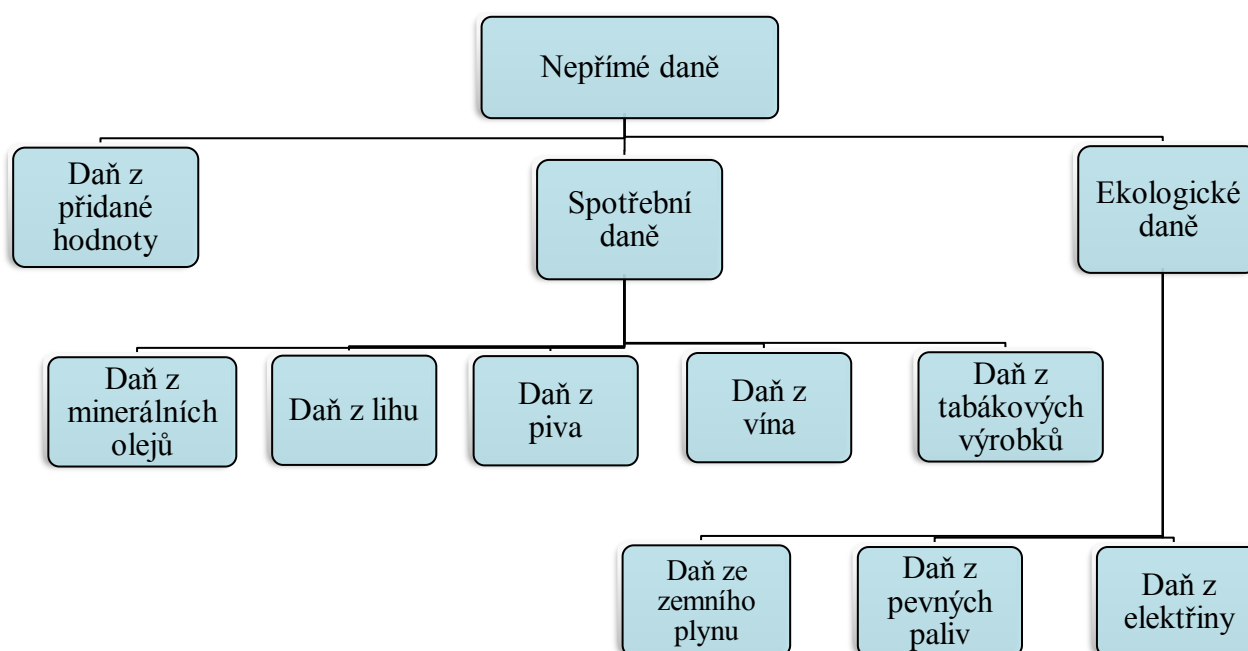 Nepřímé daně
Daň z
přidané
hodnoty
Spotřební
daně
Ekologické
daně
Daň z
minerálních
olejů
Daň z lihu
Daň z
piva
Daň z
vína
Daň z
tabákových
výrobků
Daň ze
zemního
plynu
Daň z
pevných
paliv
Daň z
elektřiny